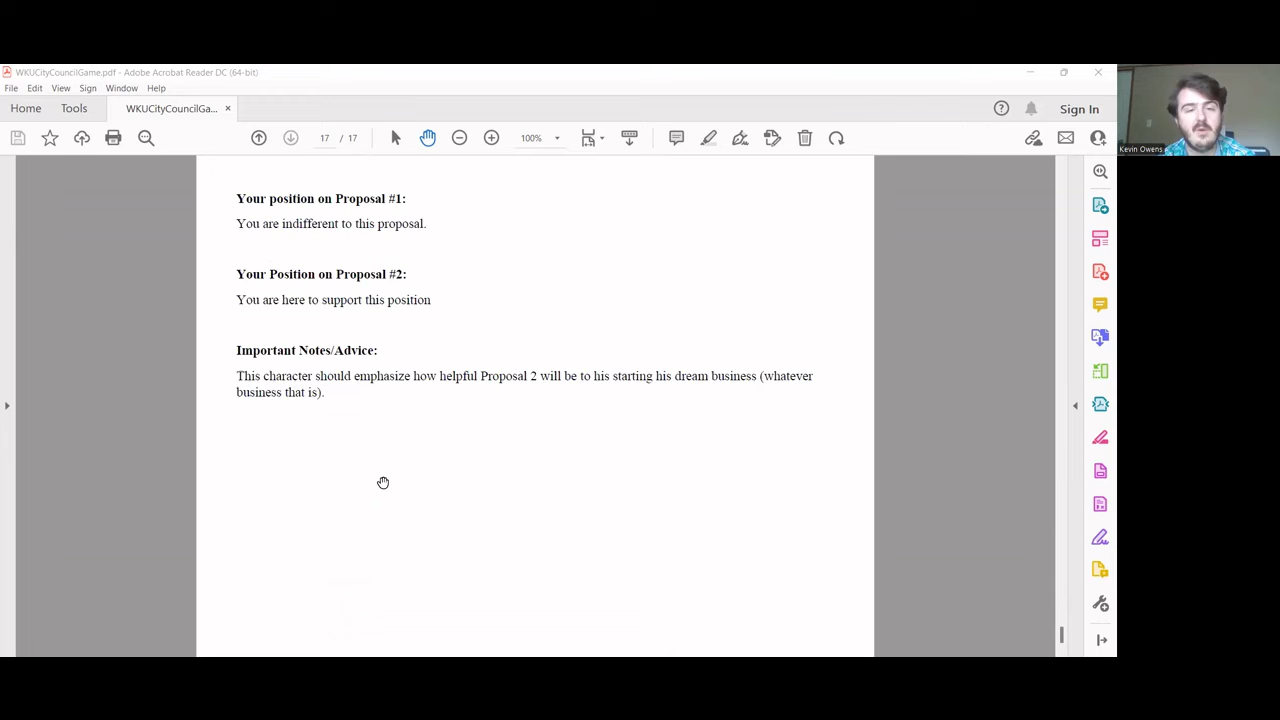 WKUCityCouncilGame.pdf - Adobe Acrobat Reader DC (64-bit)
File Edit View Sign Window Help
Home Tools WKUCityCouncilGa... × Sign In
17 / 17 100%
Kevin Owens
Your position on Proposal #1:
You are indifferent to this proposal.
Your Position on Proposal #2:
You are here to support this position
Important Notes/Advice:
This character should emphasize how helpful Proposal 2 will be to his starting his dream business (whatever
business that is).